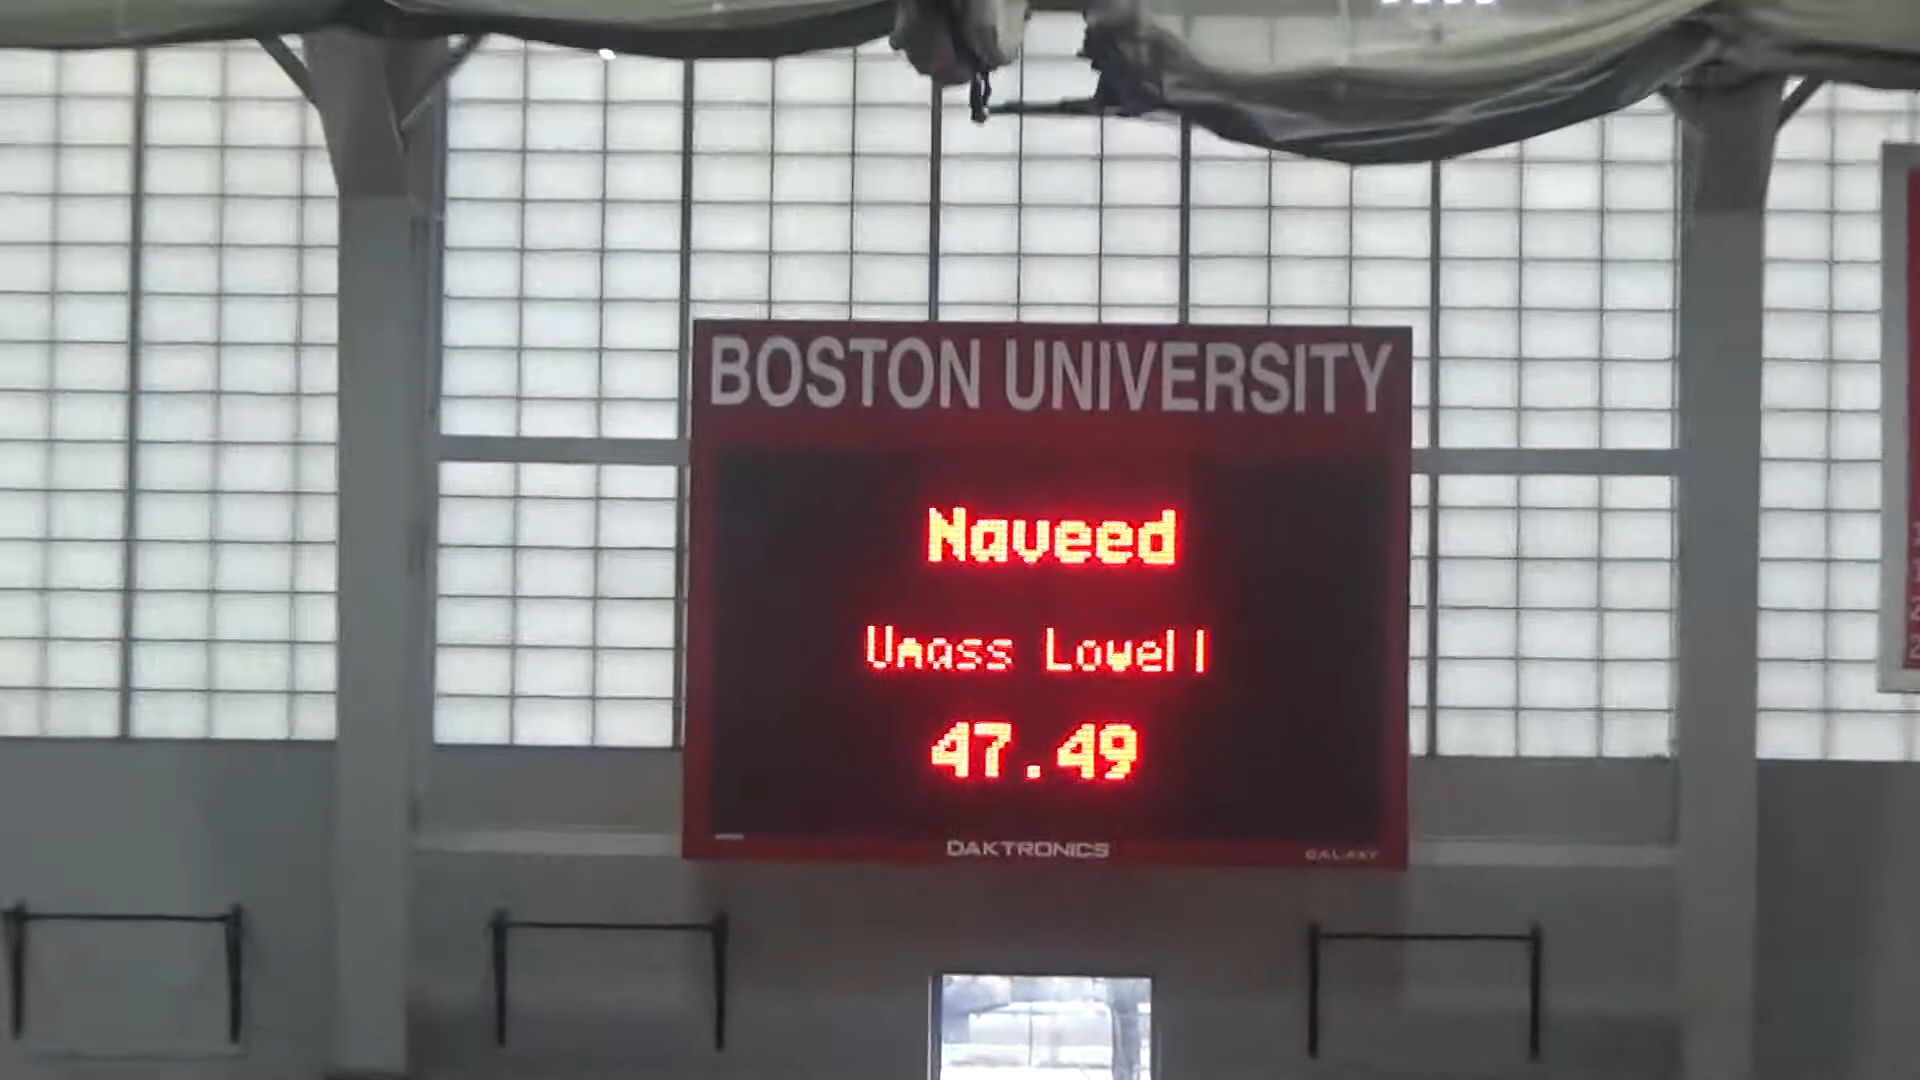 BOSTON UNIVERSITY
Naveed
Umass Lowell
47.49
DAKTRONICS
GALAXY